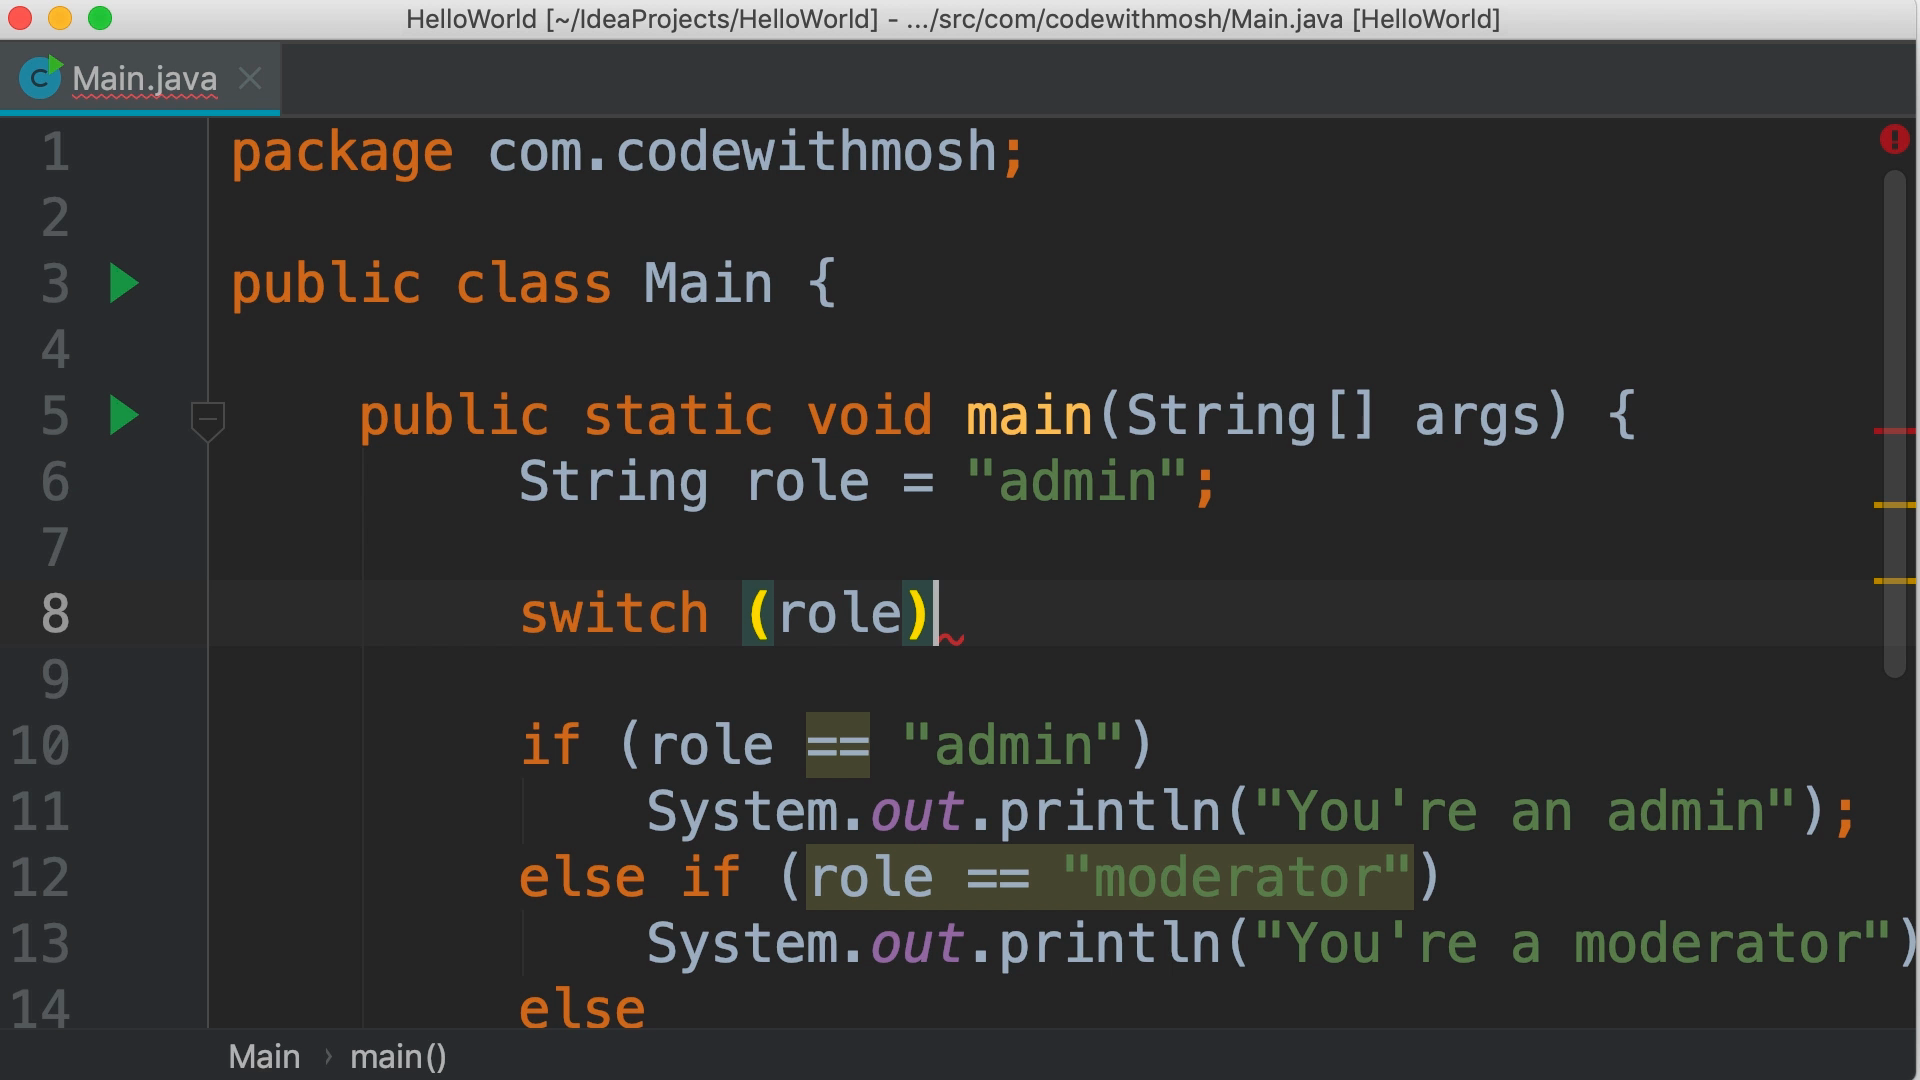 HelloWorld [~/IdeaProjects/HelloWorld] - .../src/com/codewithmosh/Main.java [HelloWorld]
C Main.java
1 package com.codewithmosh;
2
3 public class Main {
4
5 public static void main(String[] args) {
6 String role = "admin";
7
8 switch (role)
9
10 if (role == "admin")
11 System.out.println("You're an admin");
12 else if (role == "moderator")
13 System.out.println("You're a moderator")
14 else
Main › main()